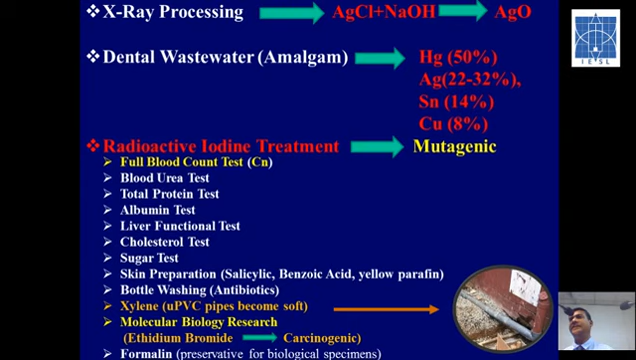 X-Ray Processing AgCl+NaOH AgO
Dental Wastewater (Amalgam) Hg (50%)
Ag(22-32%),
Sn (14%)
Cu (8%)
Radioactive Iodine Treatment Mutagenic
Full Blood Count Test (Cn)
Blood Urea Test
Total Protein Test
Albumin Test
Liver Functional Test
Cholesterol Test
Sugar Test
Skin Preparation (Salicylic, Benzoic Acid, yellow parafin)
Bottle Washing (Antibiotics)
Xylene (uPVC pipes become soft)
Molecular Biology Research
(Ethidium Bromide Carcinogenic)
Formalin (preservative for biological specimens)
IESL